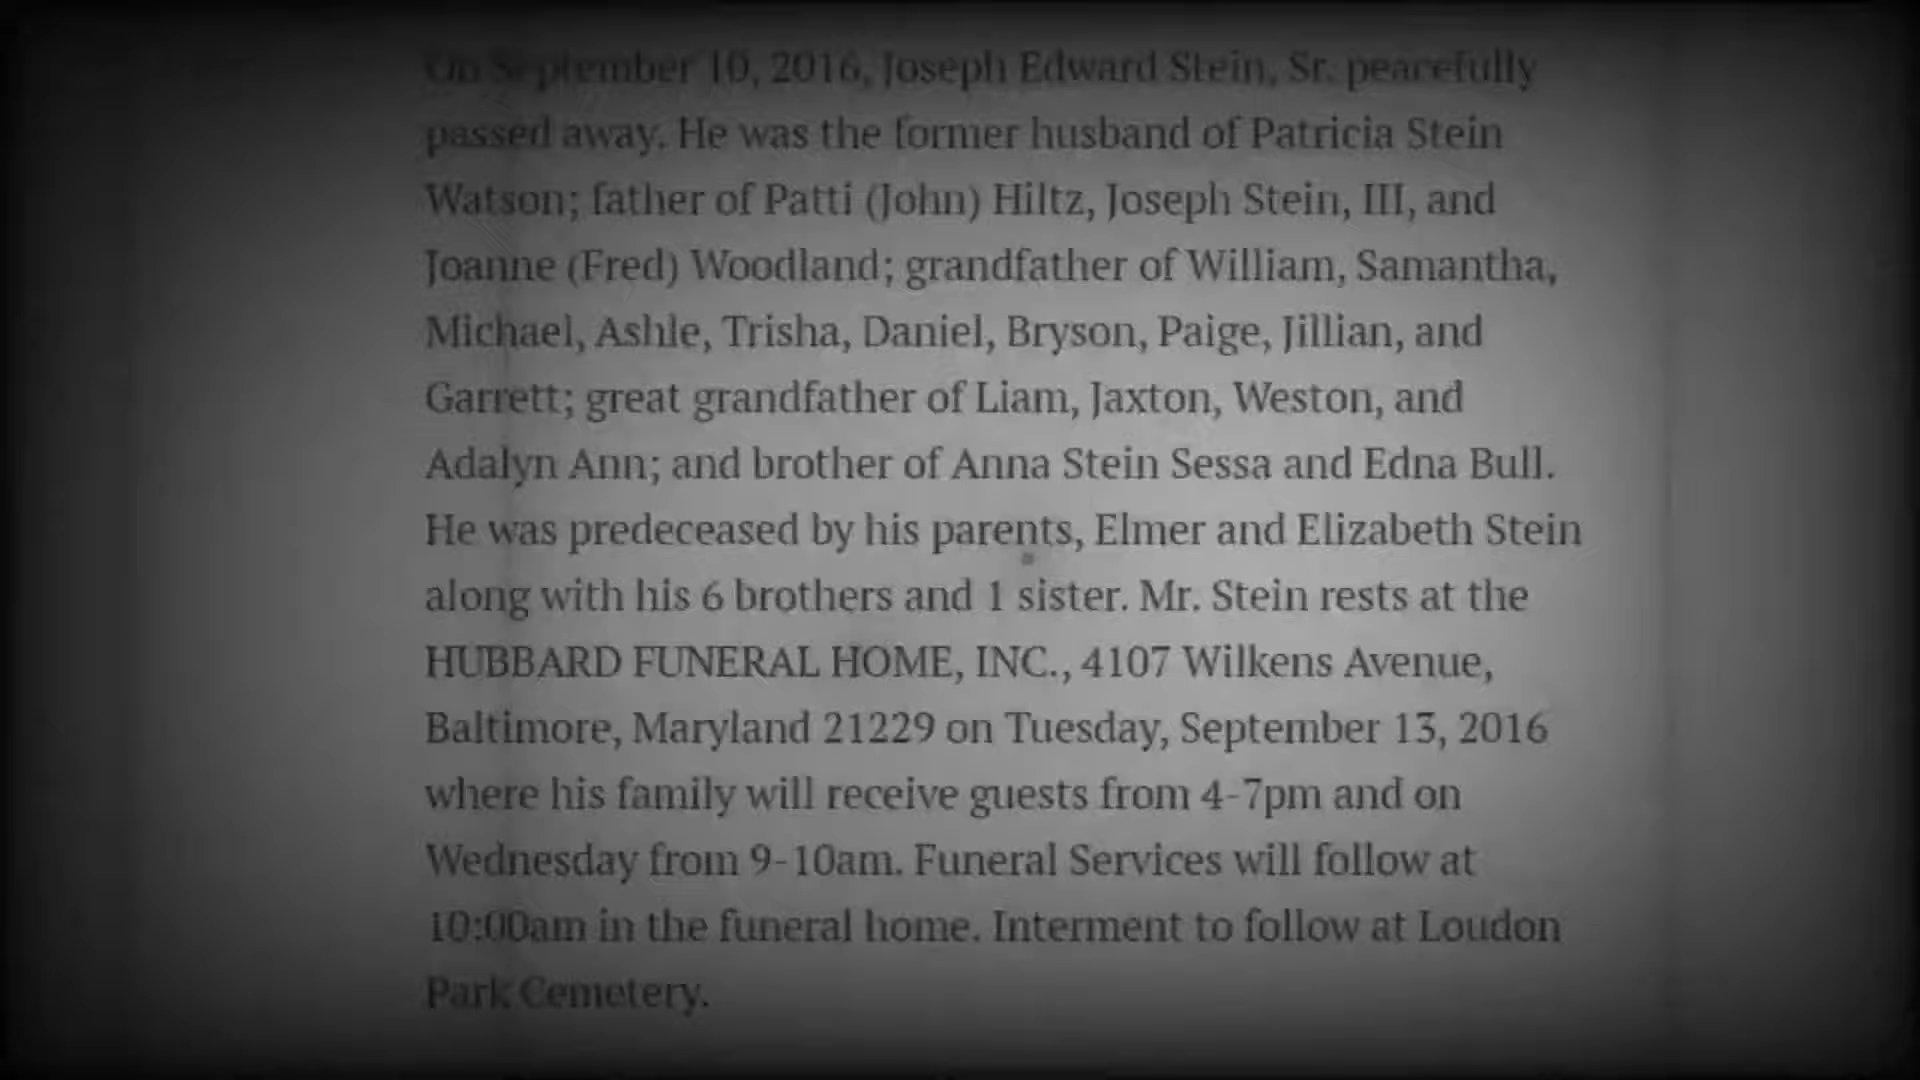 On September 10, 2016, Joseph Edward Stein, Sr. peacefully
passed away. He was the former husband of Patricia Stein
Watson; father of Patti (John) Hiltz, Joseph Stein, III, and
Joanne (Fred) Woodland; grandfather of William, Samantha,
Michael, Ashle, Trisha, Daniel, Bryson, Paige, Jillian, and
Garrett; great grandfather of Liam, Jaxton, Weston, and
Adalyn Ann; and brother of Anna Stein Sessa and Edna Bull.
He was predeceased by his parents, Elmer and Elizabeth Stein
along with his 6 brothers and 1 sister. Mr. Stein rests at the
HUBBARD FUNERAL HOME, INC., 4107 Wilkens Avenue,
Baltimore, Maryland 21229 on Tuesday, September 13, 2016
where his family will receive guests from 4-7pm and on
Wednesday from 9-10am. Funeral Services will follow at
10:00am in the funeral home. Interment to follow at Loudon
Park Cemetery.